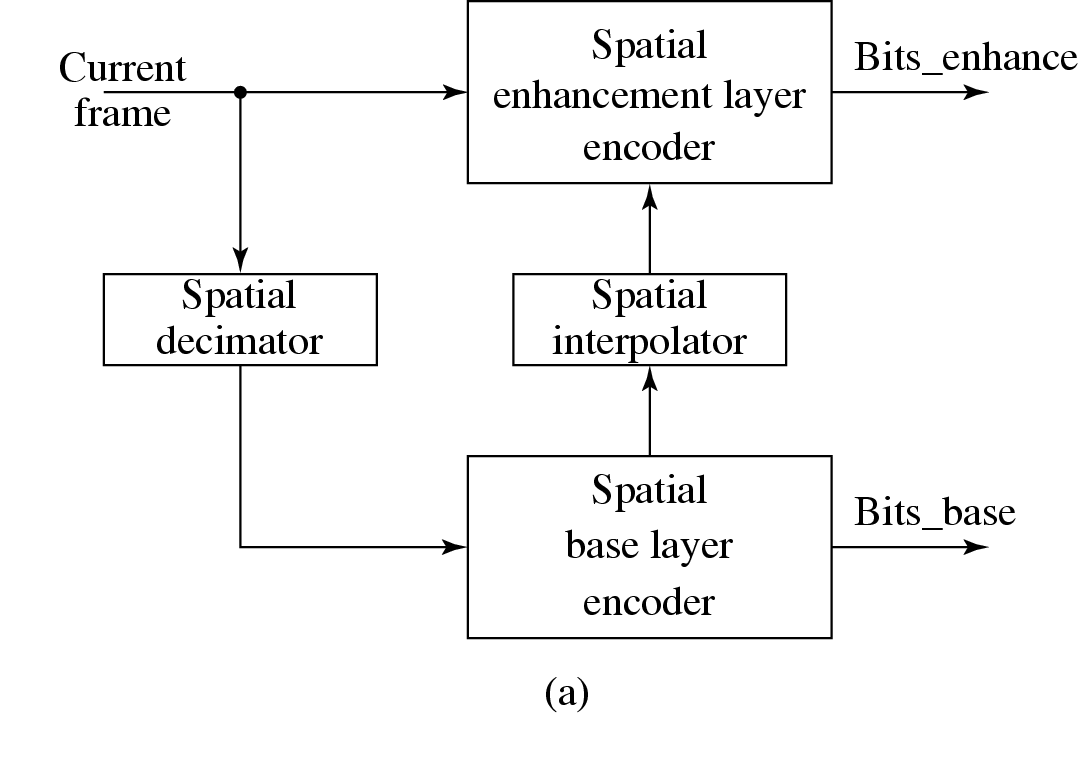 Current
frame
Spatial
enhancement layer
encoder
Bits_enhance
Spatial
decimator
Spatial
interpolator
Spatial
base layer
encoder
Bits_base
(a)